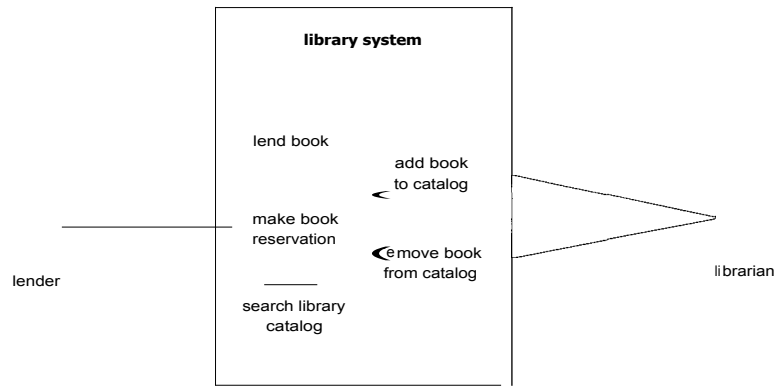 library system
lend book
add book
to catalog
make book
reservation
emove book
from catalog
lender
librarian
search library
catalog